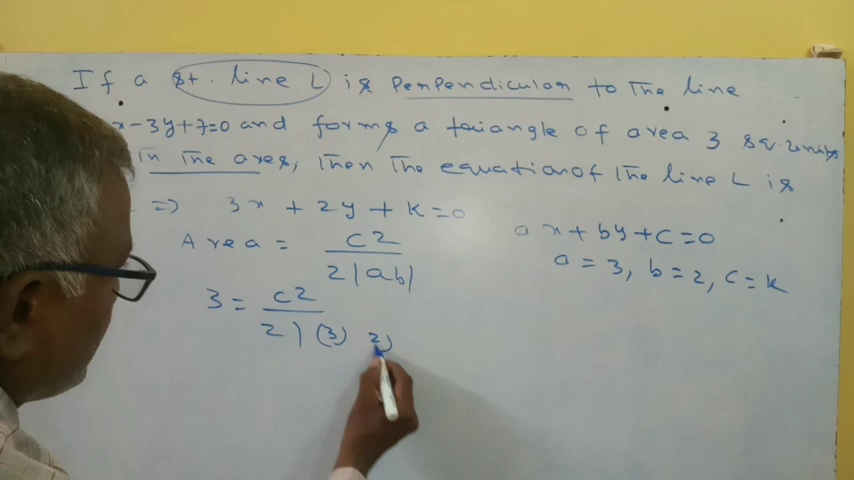 If a st. line L is perpendicular to the line
x-3y+7=0 and forms a triangle of area 3 sq. units
in the axes, then the equation of the line L is
=> 3x + 2y + k=0
Area = c2 / 2|ab|
ax+by+c=0
a=3, b=2, c=k
3 = c2 / 2|(3) 2)